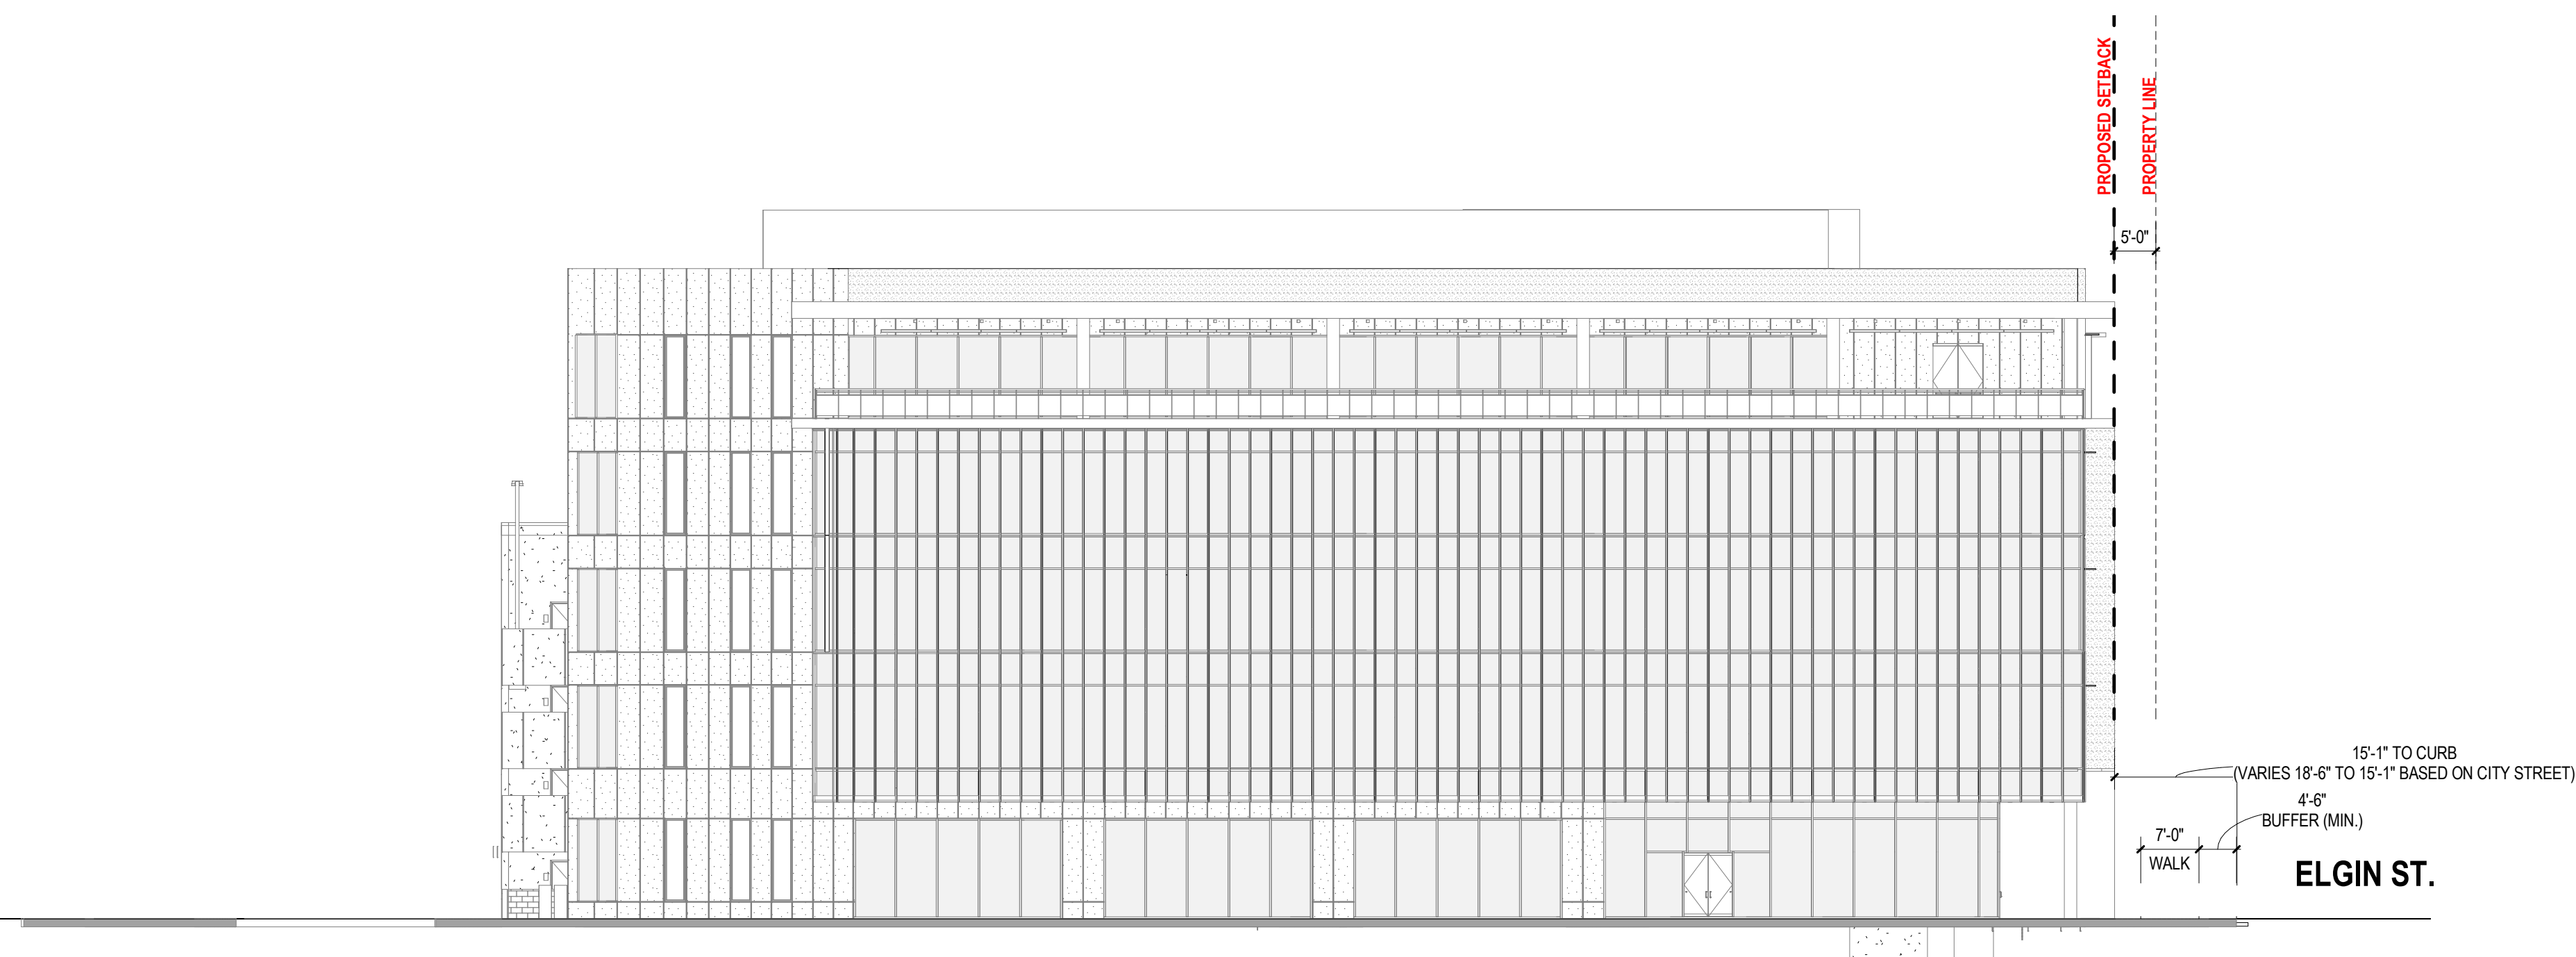 PROPOSED SETBACK
PROPERTY LINE
5'-0"
15'-1" TO CURB
(VARIES 18'-6" TO 15'-1" BASED ON CITY STREET)
4'-6"
BUFFER (MIN.)
7'-0"
WALK
ELGIN ST.